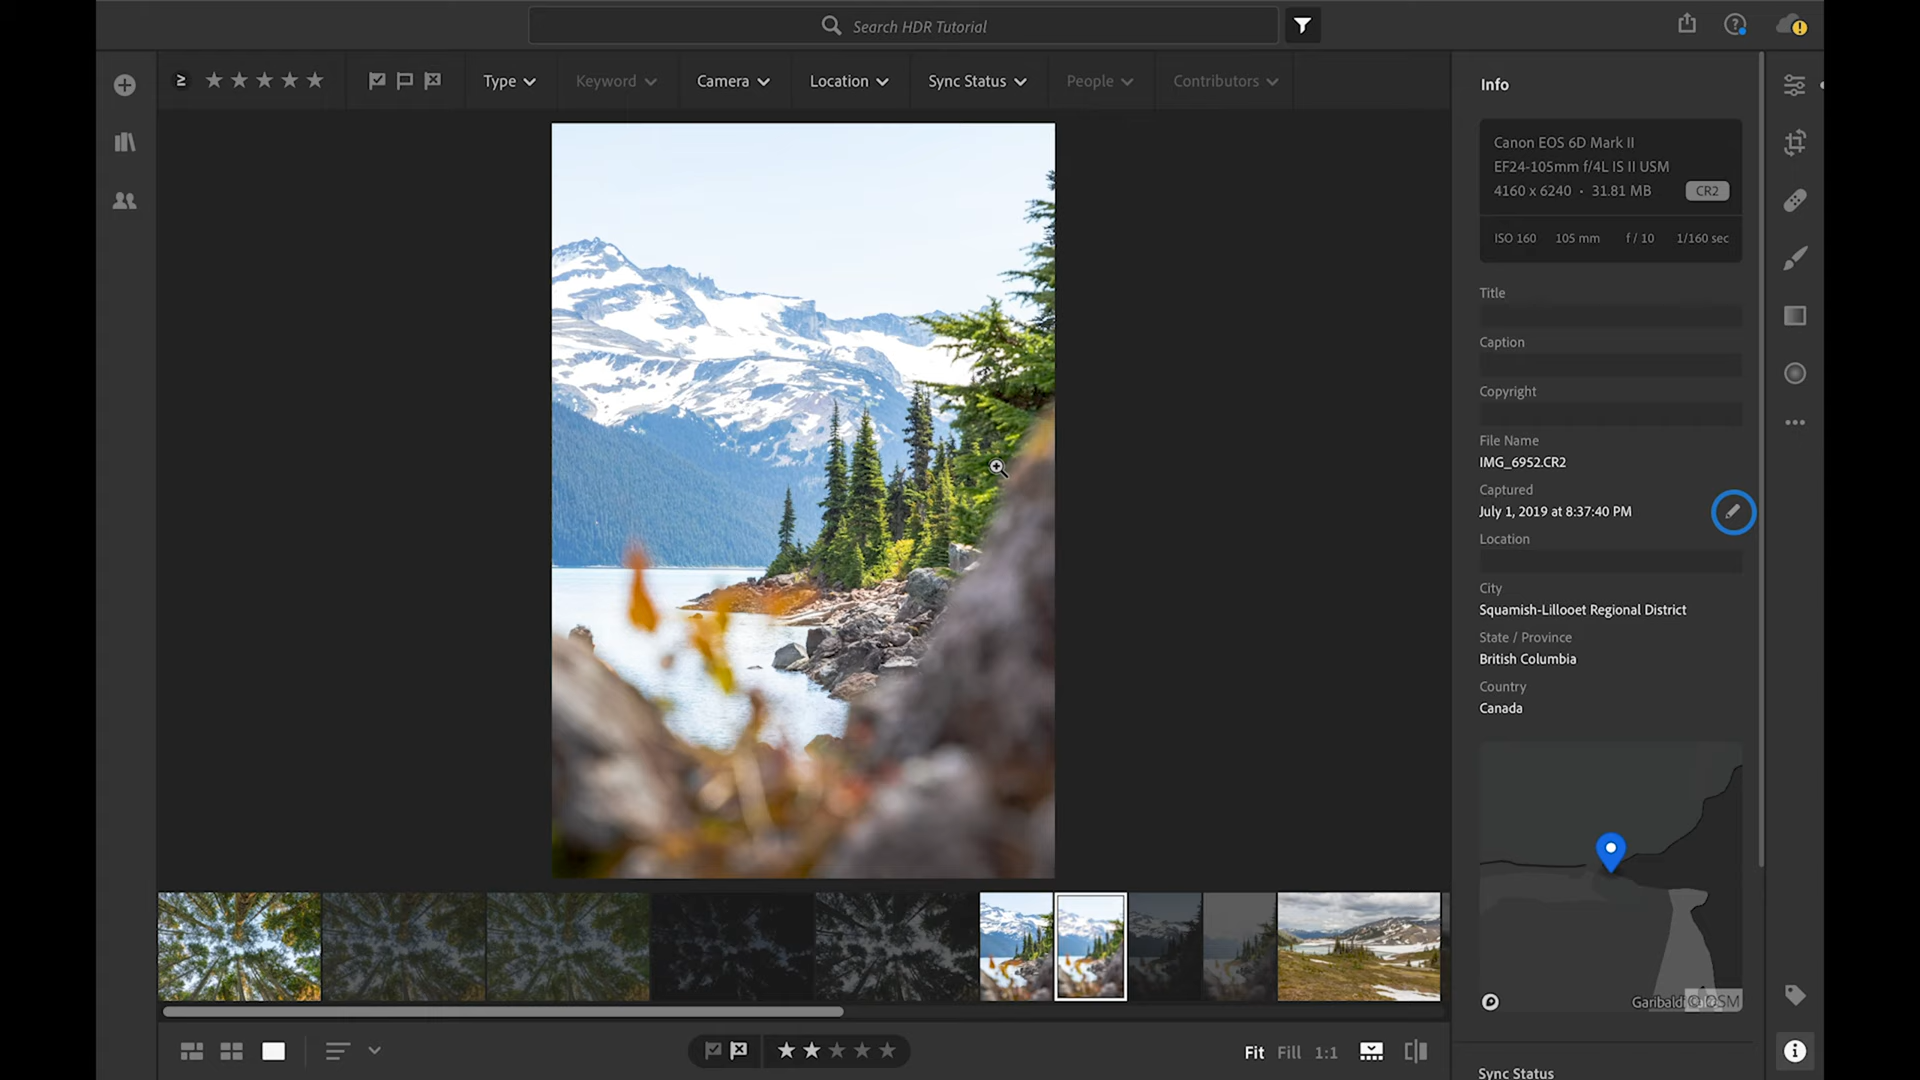 Search HDR Tutorial
≥
Type
Keyword
Camera
Location
Sync Status
People
Contributors
Info
Canon EOS 6D Mark II
EF24-105mm f/4L IS II USM
4160 x 6240 • 31.81 MB
CR2
ISO 160 105 mm f / 10 1/160 sec
Title
Caption
Copyright
File Name
IMG_6952.CR2
Captured
July 1, 2019 at 8:37:40 PM
Location
City
Squamish-Lillooet Regional District
State / Province
British Columbia
Country
Canada
Garibaldi
© OSM
Fit Fill 1:1
Sync Status